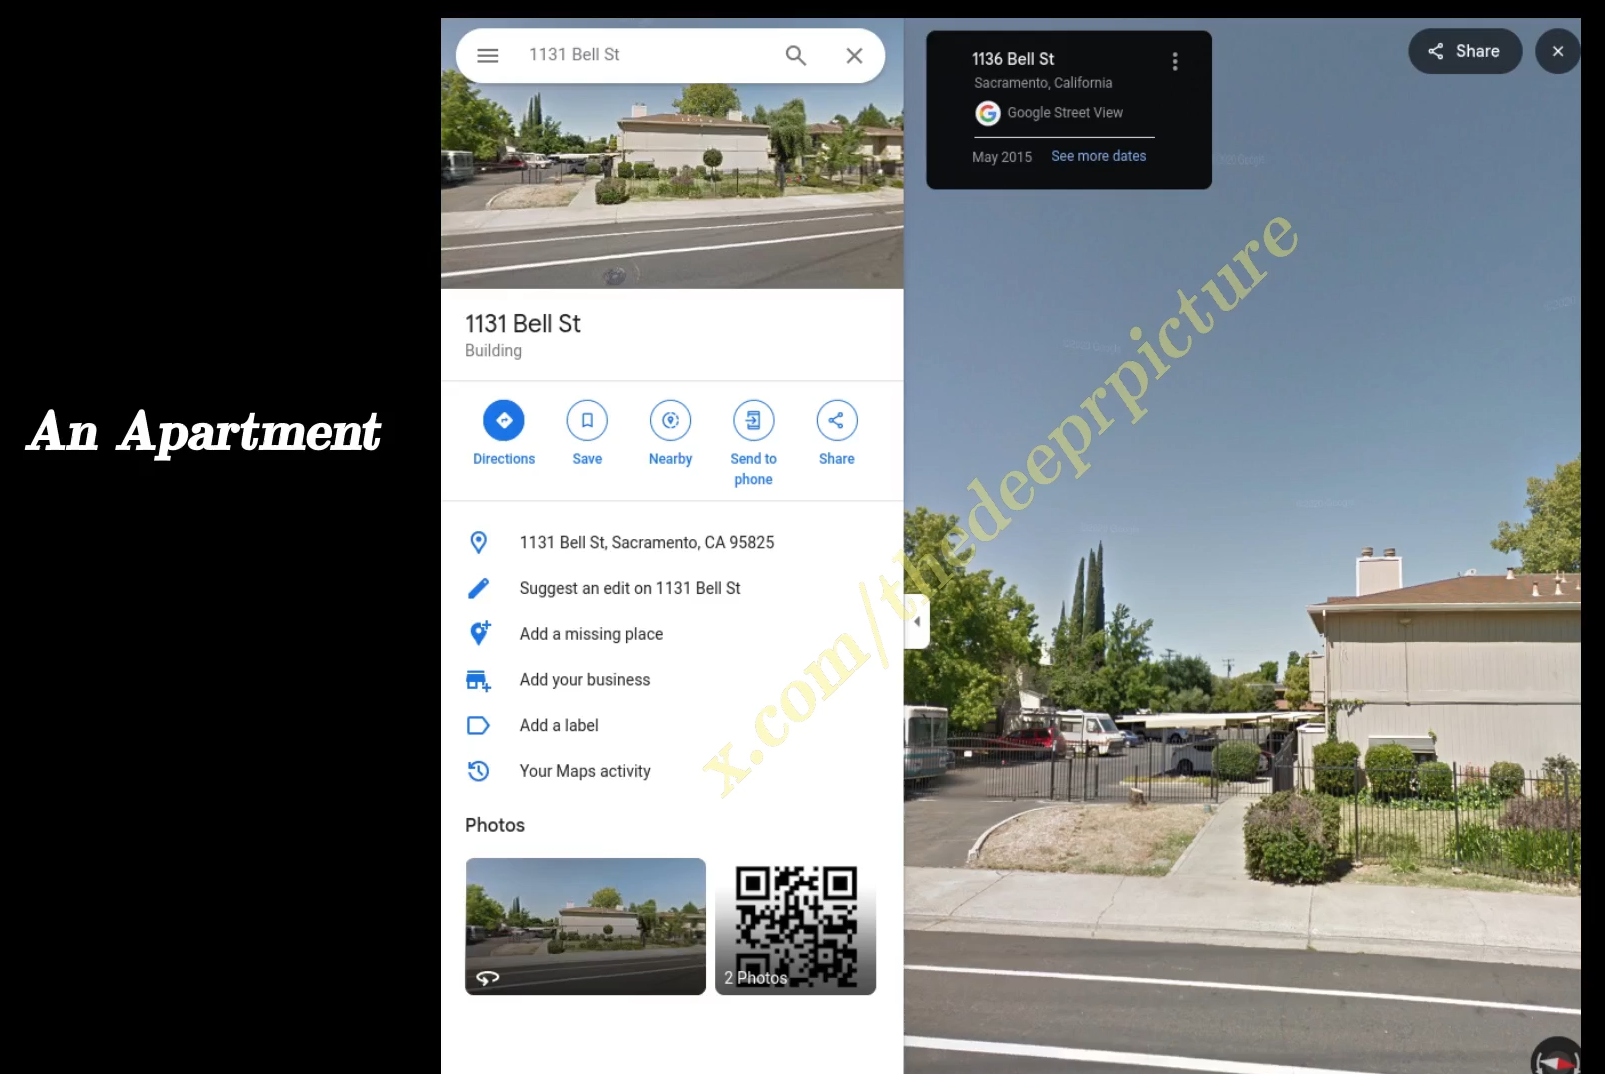 An Apartment
1131 Bell St
1131 Bell St
Building
Directions
Save
Nearby
Send to phone
Share
1131 Bell St, Sacramento, CA 95825
Suggest an edit on 1131 Bell St
Add a missing place
Add your business
Add a label
Your Maps activity
Photos
2 Photos
1136 Bell St
Sacramento, California
Google Street View
May 2015 See more dates
Share
x.com/thedeeprpicture